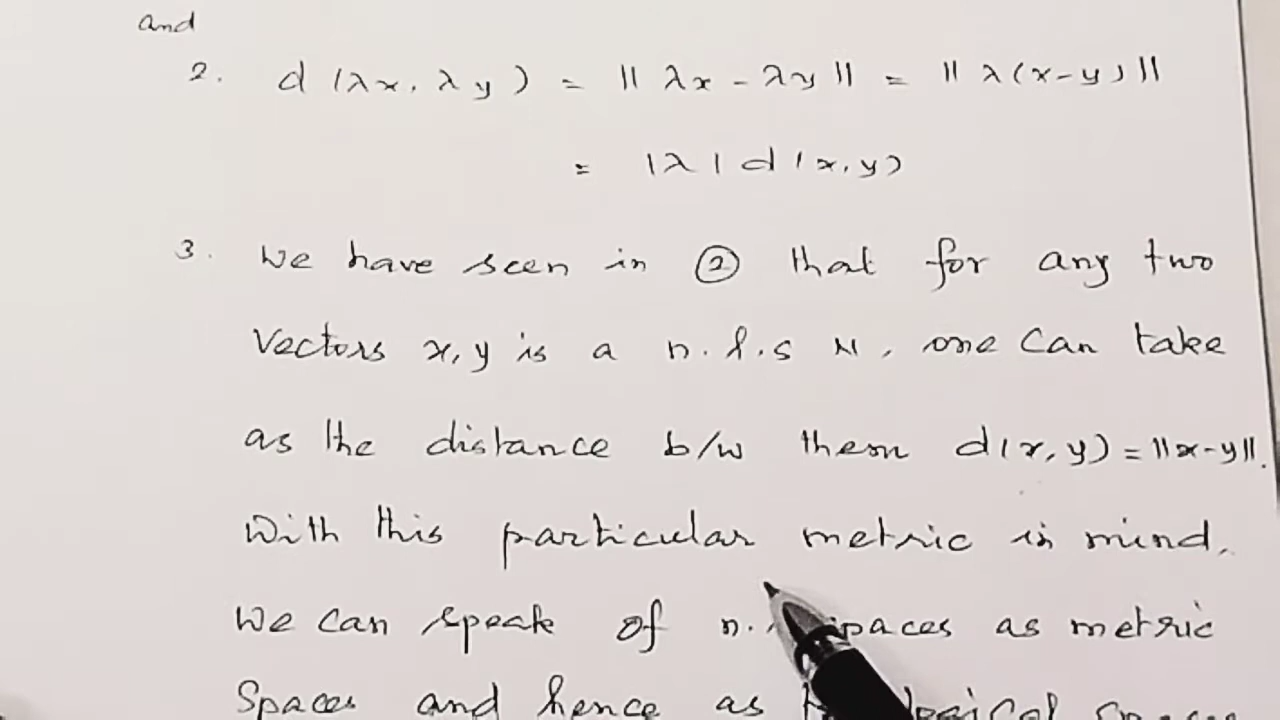 and
2. d(λx, λy) = || λx - λy || = || λ(x-y) ||
= |λ| d(x,y)
3. We have seen in ② that for any two
Vectors x,y is a n.l.s N, one can take
as the distance b/w them d(x,y) = ||x-y||.
With this particular metric in mind,
We can speak of n. spaces as metric
Spaces and hence as